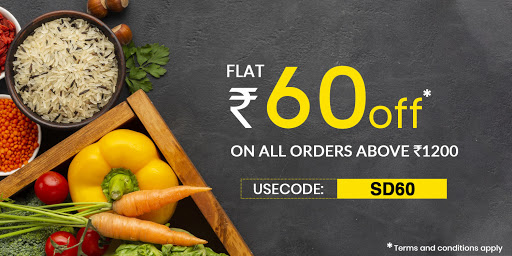 FLAT
₹60off*
ON ALL ORDERS ABOVE ₹1200
USECODE: SD60
* Terms and conditions apply